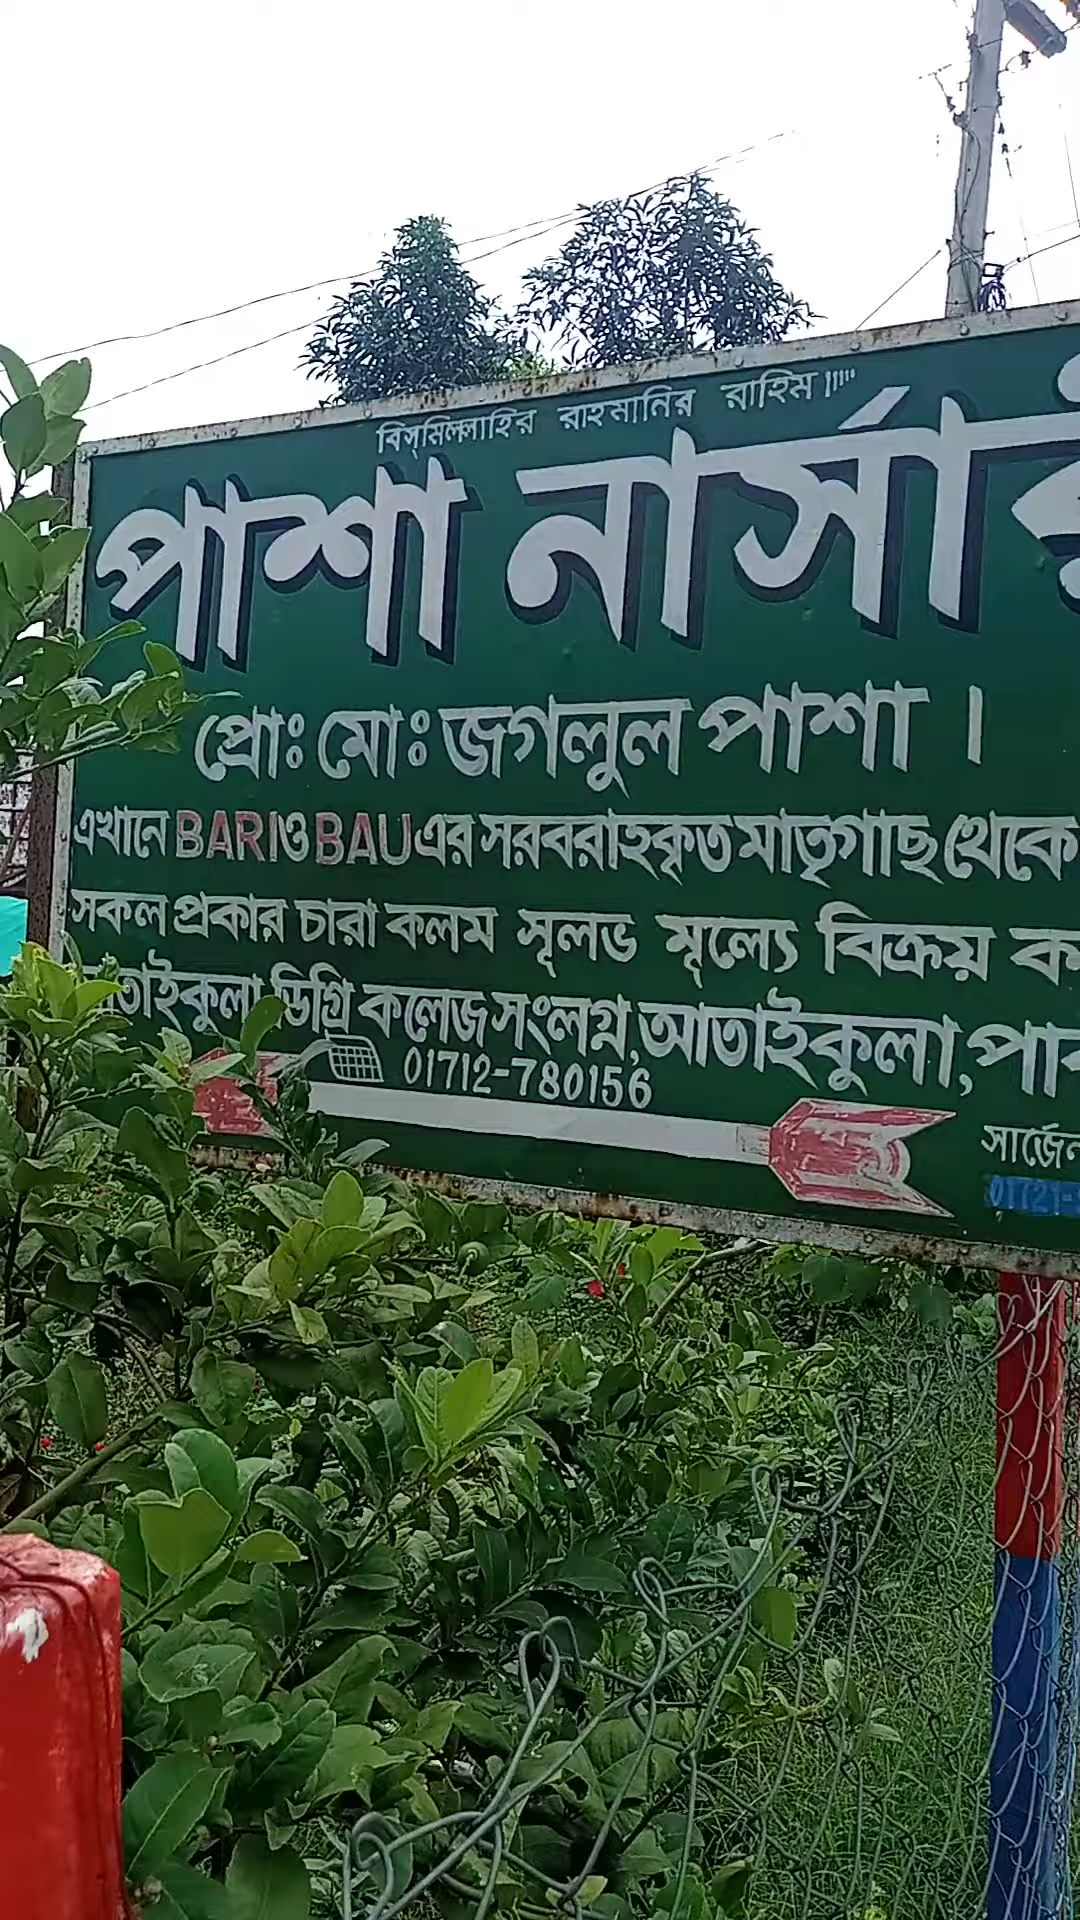 বিস্‌মিল্লাহির রাহমানির রাহিম॥
পাশা
প্রোঃ মোঃ জগলুল পাশা।
এখানে BARI ও BAU এর সরবরাহকৃত মাতৃগাছ থেকে
সকল প্রকার চারা কলম সূলভ মূল্যে বিক্রয়
ডিগ্রি কলেজ সংলগ্ন, আতাইকুলা,
01712-780156